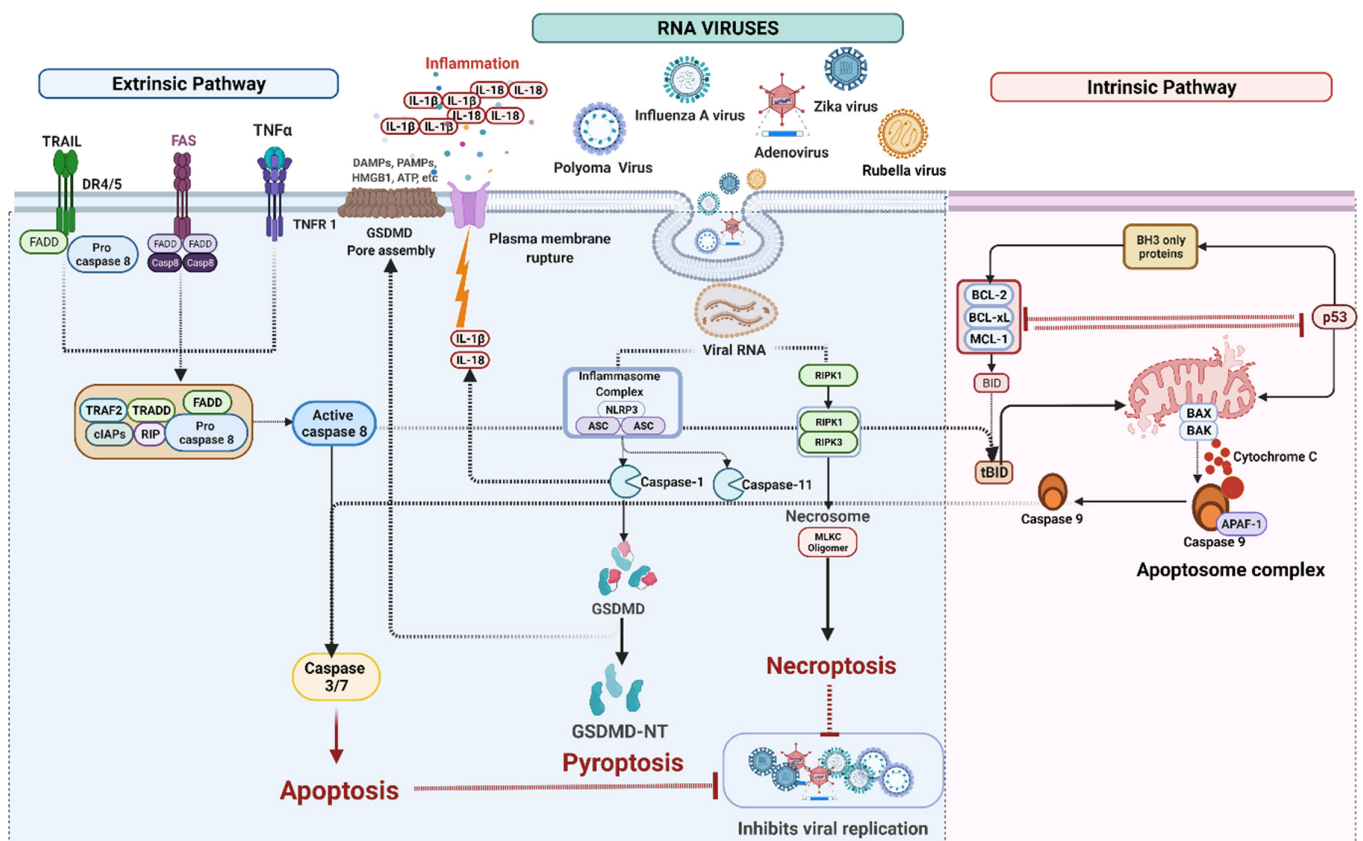 RNA VIRUSES
Extrinsic Pathway
Inflammation
Intrinsic Pathway
IL-18
IL-18
IL-1β
IL-1β
IL-18
IL-18
IL-1β
IL-1β
Influenza A virus
Zika virus
Adenovirus
Polyoma Virus
Rubella virus
TRAIL
FAS
TNFα
DR4/5
TNFR 1
DAMPs, PAMPs,
HMGB1, ATP, etc
FADD
Pro
caspase 8
FADD
FADD
Casp8
Casp8
GSDMD
Pore assembly
Plasma membrane
rupture
BH3 only
proteins
BCL-2
BCL-xL
MCL-1
p53
IL-1β
IL-18
Viral RNA
Inflammasome
Complex
NLRP3
ASC
ASC
RIPK1
RIPK1
RIPK3
BID
tBID
BAX
BAK
Cytochrome C
TRAF2
TRADD
FADD
cIAPs
RIP
Pro
caspase 8
Active
caspase 8
Caspase-1
Caspase-11
Necrosome
MLKC
Oligomer
Caspase 9
APAF-1
Caspase 9
Apoptosome complex
GSDMD
Caspase
3/7
Necroptosis
GSDMD-NT
Pyroptosis
Apoptosis
Inhibits viral replication